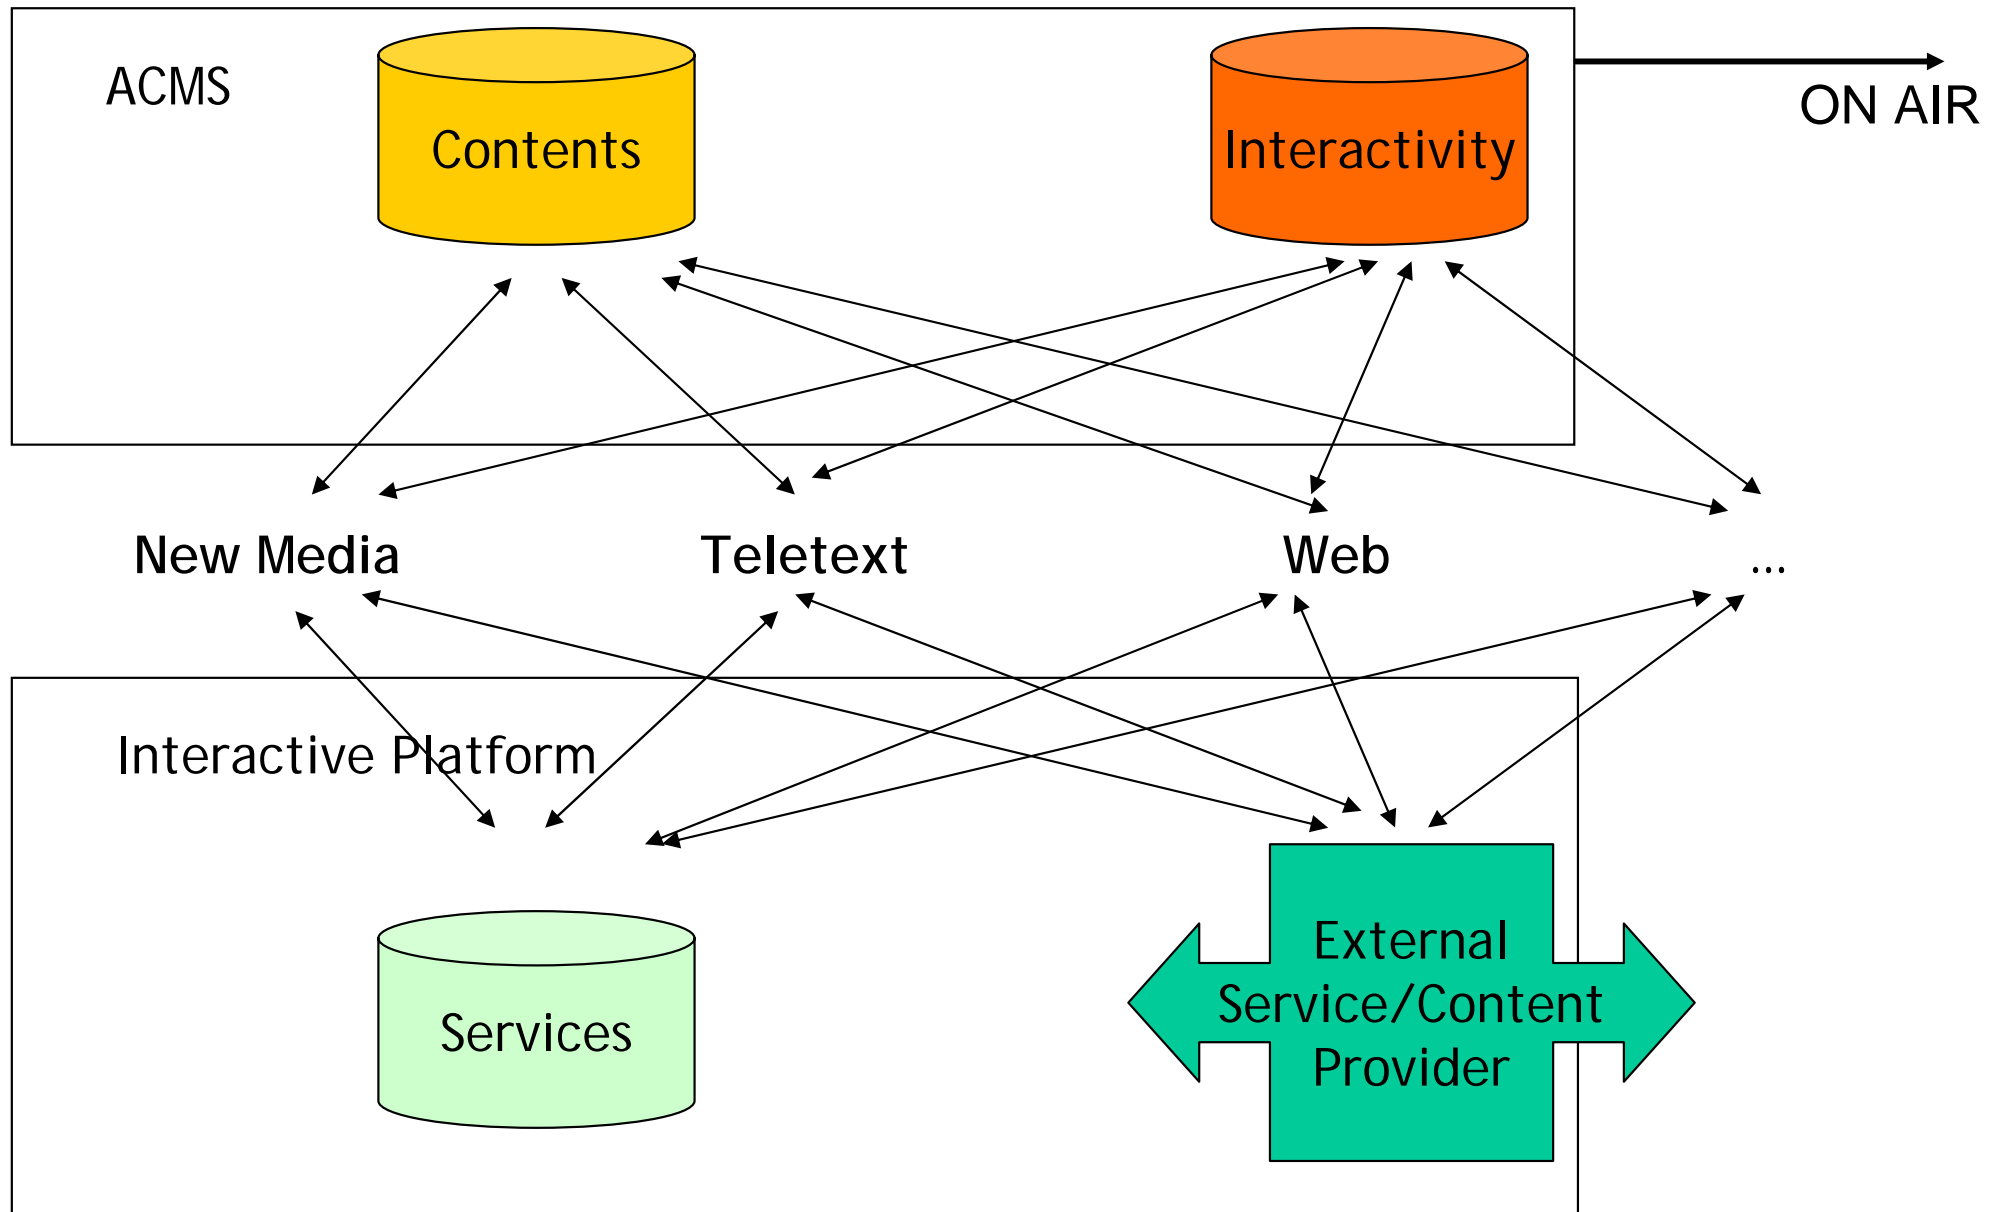 ACMS
Contents
Interactivity
ON AIR
New Media
Teletext
Web
...
Interactive Platform
Services
External
Service/Content
Provider